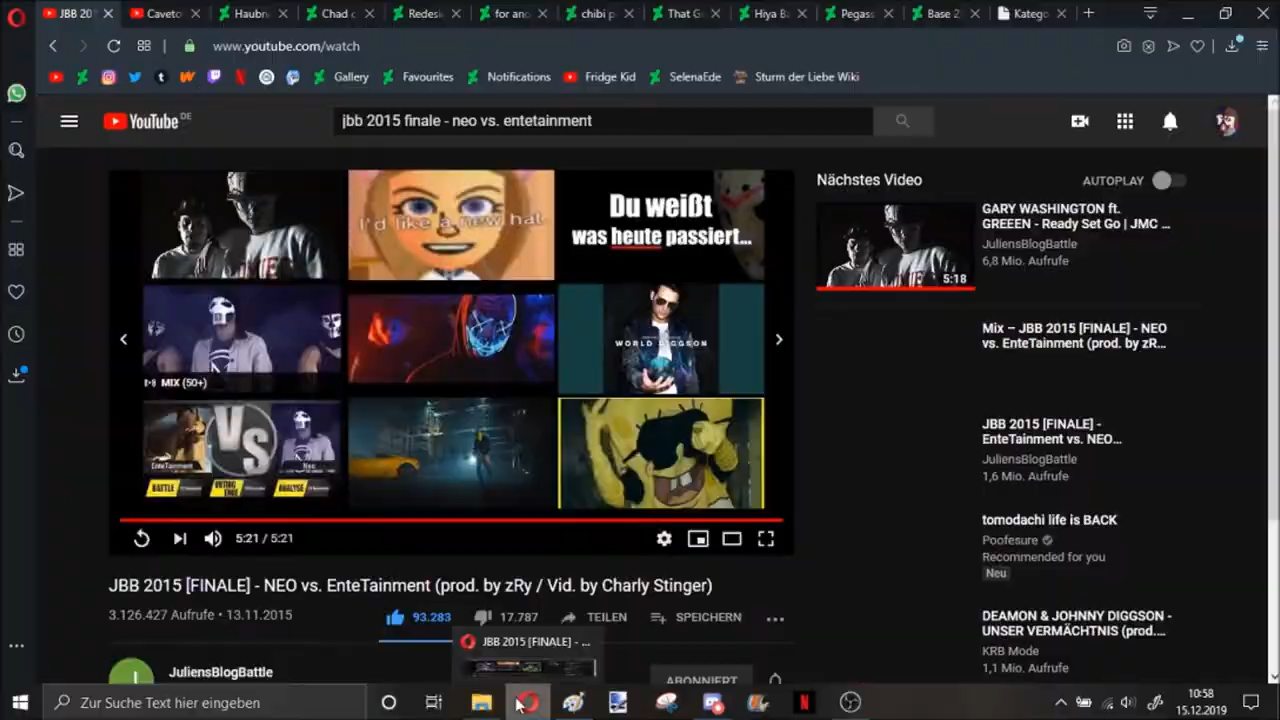 JBB 20
Caveto
Haubn
Chad c
Redesi
for ano
chibi p
That G
Hiya B
Pegass
Base 2
Katego
www.youtube.com/watch
Gallery
Favourites
Notifications
Fridge Kid
SelenaEde
Sturm der Liebe Wiki
YouTube DE
jbb 2015 finale - neo vs. entetainment
I'd like a new hat
Du weißt
was heute passiert...
WORLD DIGGSON
MIX (50+)
VS
EnteTainment
Neo
BATTLE
VOTING ENDE
ANALYSE
5:21 / 5:21
JBB 2015 [FINALE] - NEO vs. EnteTainment (prod. by zRy / Vid. by Charly Stinger)
3.126.427 Aufrufe • 13.11.2015
93.283
17.787
TEILEN
SPEICHERN
JBB 2015 [FINALE] - ...
JuliensBlogBattle
ABONNIERT
Nächstes Video
AUTOPLAY
5:18
GARY WASHINGTON ft.
GREEEN - Ready Set Go | JMC ...
JuliensBlogBattle
6,8 Mio. Aufrufe
Mix – JBB 2015 [FINALE] - NEO
vs. EnteTainment (prod. by zR...
JBB 2015 [FINALE] -
EnteTainment vs. NEO...
JuliensBlogBattle
1,6 Mio. Aufrufe
tomodachi life is BACK
Poofesure
Recommended for you
Neu
DEAMON & JOHNNY DIGGSON -
UNSER VERMÄCHTNIS (prod....
KRB Mode
1,1 Mio. Aufrufe
Zur Suche Text hier eingeben
10:58
15.12.2019